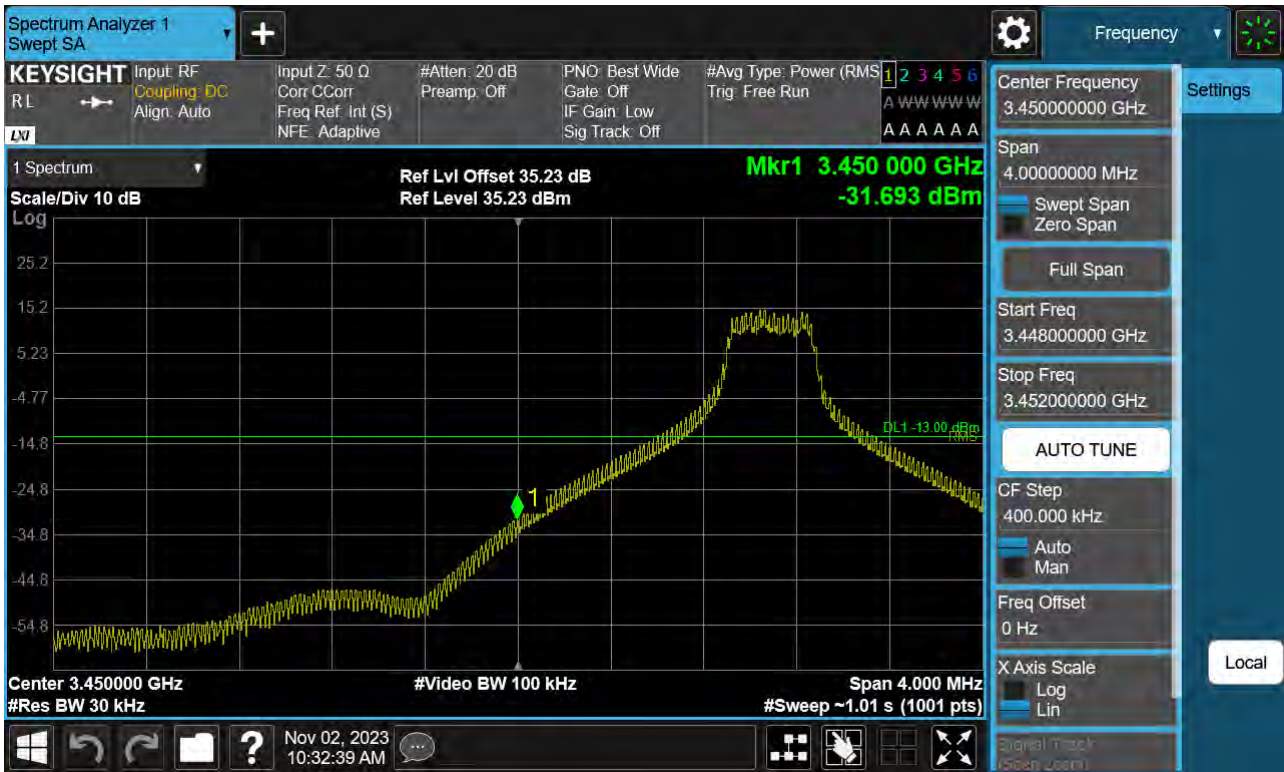 Spectrum Analyzer 1
Swept SA
Frequency
KEYSIGHT
RL
LXI
Input: RF
Coupling: DC
Align: Auto
Input Z: 50 Ω
Corr CCorr
Freq Ref: Int (S)
NFE: Adaptive
#Atten: 20 dB
Preamp: Off
PNO: Best Wide
Gate: Off
IF Gain: Low
Sig Track: Off
#Avg Type: Power (RMS
Trig: Free Run
1 2 3 4 5 6
A W W W W W
A A A A A A
1 Spectrum
Scale/Div 10 dB
Log
Ref Lvl Offset 35.23 dB
Ref Level 35.23 dBm
Mkr1 3.450 000 GHz
-31.693 dBm
25.2
15.2
5.23
-4.77
-14.8
-24.8
-34.8
-44.8
-54.8
DL1 -13.00 dBm
RMS
1
Center 3.450000 GHz
#Res BW 30 kHz
#Video BW 100 kHz
Span 4.000 MHz
#Sweep ~1.01 s (1001 pts)
Nov 02, 2023
10:32:39 AM
Center Frequency
3.450000000 GHz
Span
4.00000000 MHz
Swept Span
Zero Span
Full Span
Start Freq
3.448000000 GHz
Stop Freq
3.452000000 GHz
AUTO TUNE
CF Step
400.000 kHz
Auto
Man
Freq Offset
0 Hz
X Axis Scale
Log
Lin
Signal Track
(Span Zoom)
Settings
Local